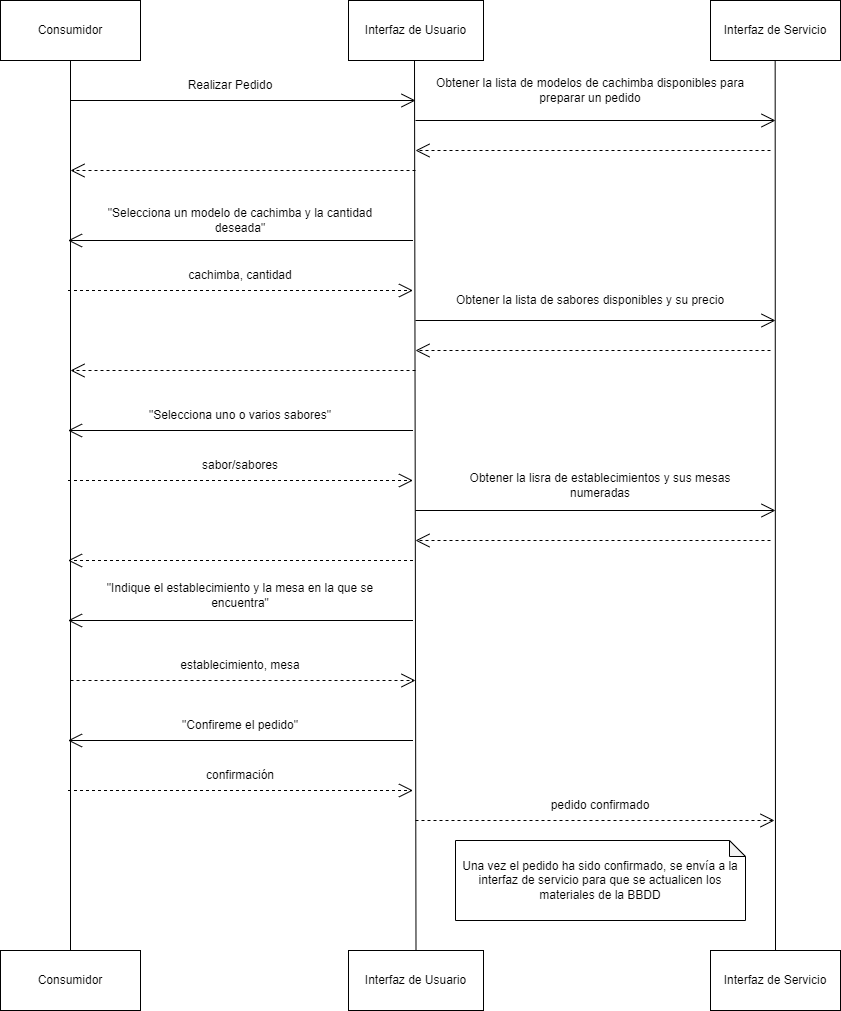 Consumidor
Interfaz de Usuario
Interfaz de Servicio
Realizar Pedido
Obtener la lista de modelos de cachimba disponibles para
preparar un pedido
"Selecciona un modelo de cachimba y la cantidad
deseada"
cachimba, cantidad
Obtener la lista de sabores disponibles y su precio
"Selecciona uno o varios sabores"
sabor/sabores
Obtener la lisra de establecimientos y sus mesas
numeradas
"Indique el establecimiento y la mesa en la que se
encuentra"
establecimiento, mesa
"Confireme el pedido"
confirmación
pedido confirmado
Una vez el pedido ha sido confirmado, se envía a la
interfaz de servicio para que se actualicen los
materiales de la BBDD
Consumidor
Interfaz de Usuario
Interfaz de Servicio